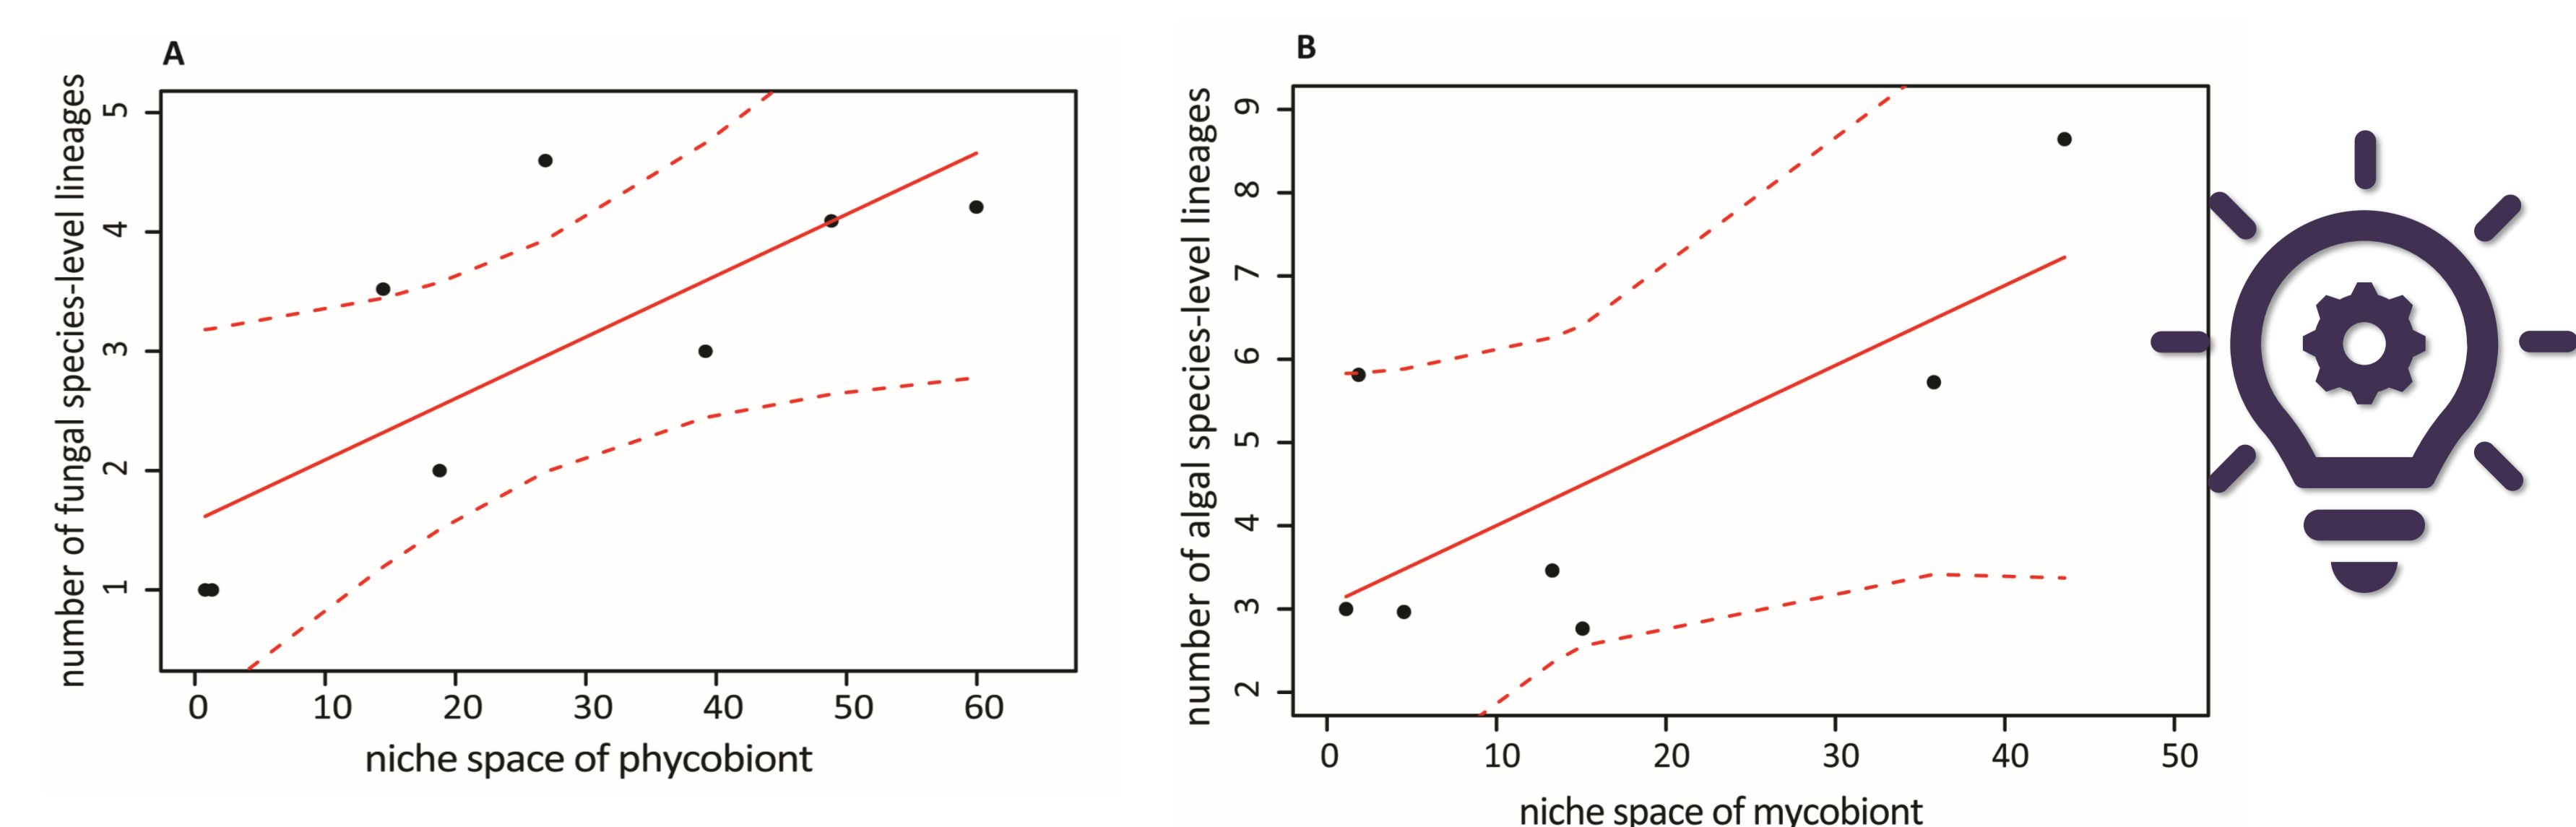 A
number of fungal species-level lineages
5
4
3
2
1
0 10 20 30 40 50 60
niche space of phycobiont
B
number of algal species-level lineages
9
8
7
6
5
4
3
2
0 10 20 30 40 50
niche space of mycobiont